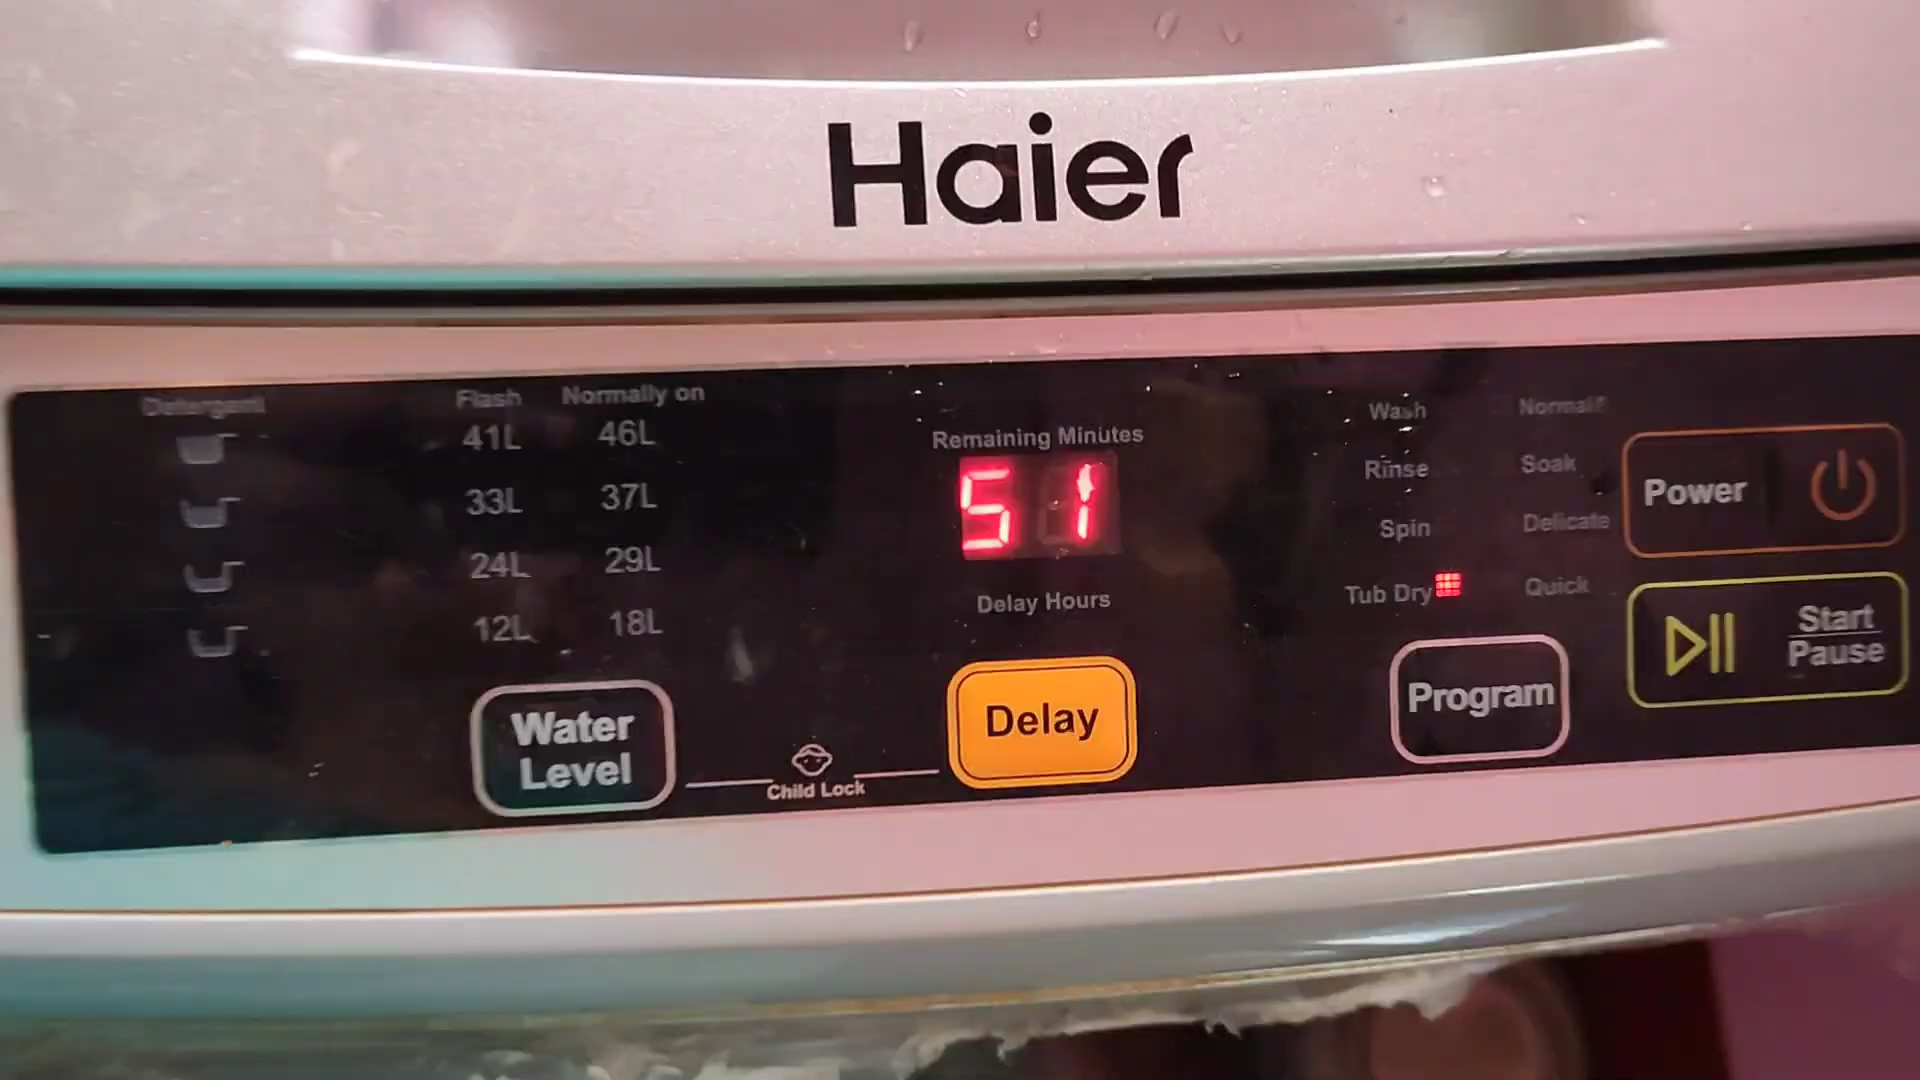 Haier
Detergent
Flash Normally on
41L 46L
33L 37L
24L 29L
12L 18L
Water
Level
Child Lock
Remaining Minutes
51
Delay Hours
Delay
Wash Normal
Rinse Soak
Spin Delicate
Tub Dry Quick
Program
Power
Start
Pause